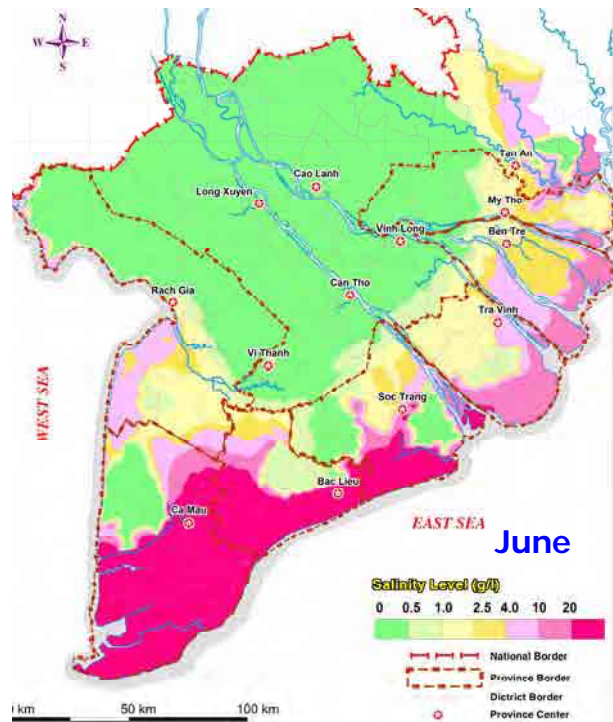 N
W E
S
Tan An
Cao Lanh
Long Xuyen
My Tho
Ben Tre
Vinh Long
Can Tho
Rach Gia
Tra Vinh
Vi Thanh
Soc Trang
WEST SEA
Bac Lieu
Ca Mau
EAST SEA
June
Salinity Level (g/l)
0 0.5 1.0 2.5 4.0 10 20
National Border
Province Border
District Border
Province Center
0 km 50 km 100 km